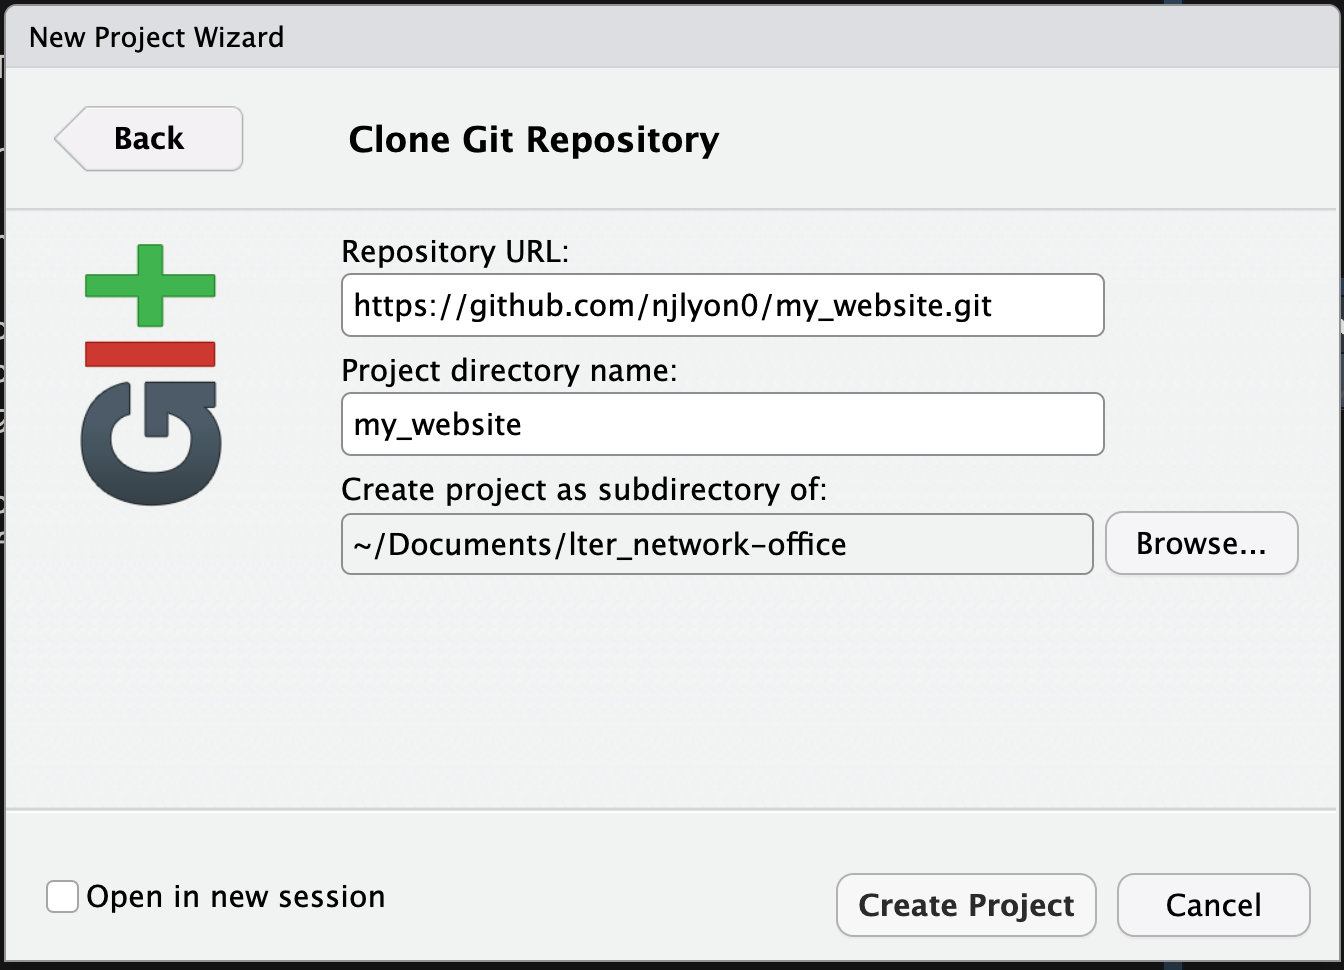 New Project Wizard
Back
Clone Git Repository
GIt
Repository URL:
https://github.com/njlyon0/my_website.git
Project directory name:
my_website
Create project as subdirectory of:
~/Documents/lter_network-office
Browse...
Open in new session
Create Project
Cancel